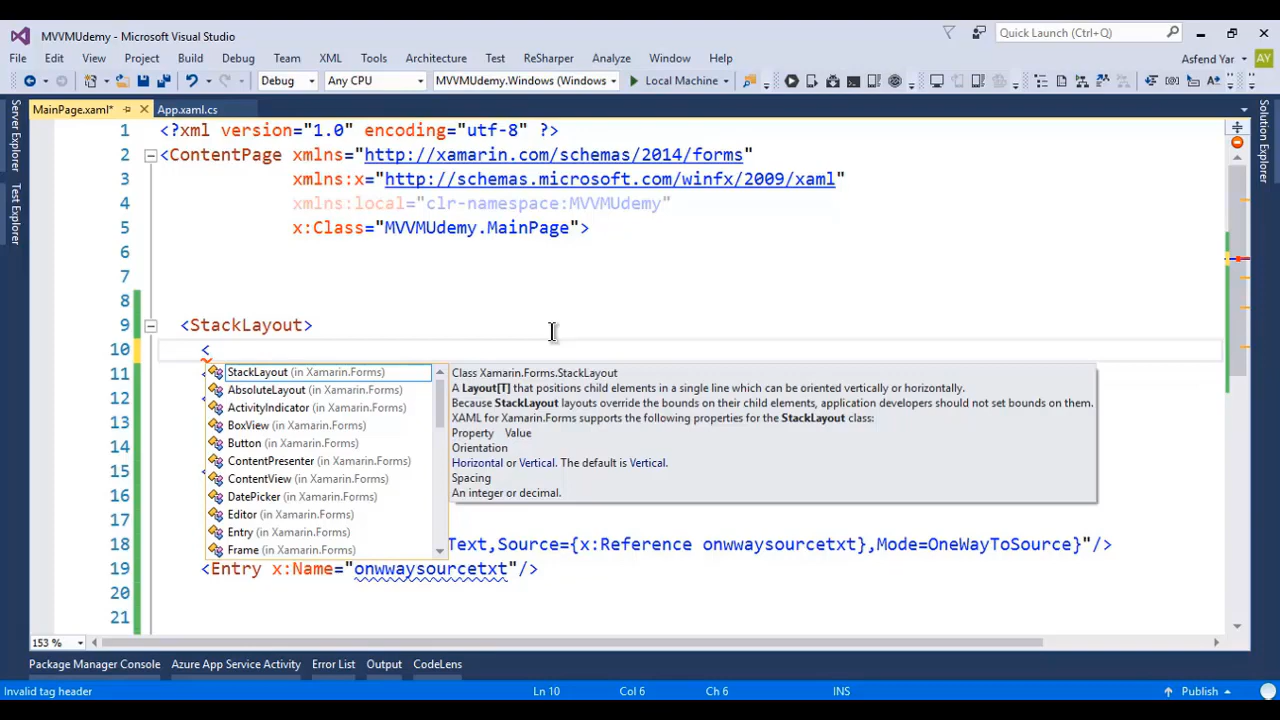 MVVMUdemy - Microsoft Visual Studio
Quick Launch (Ctrl+Q)
File Edit View Project Build Debug Team XML Tools Architecture Test ReSharper Analyze Window Help
Asfend Yar AY
Debug Any CPU MVVMUdemy.Windows (Windows Local Machine
MainPage.xaml* App.xaml.cs
Server Explorer
Test Explorer
Solution Explorer
1 <?xml version="1.0" encoding="utf-8" ?>
2 <ContentPage xmlns="http://xamarin.com/schemas/2014/forms"
3 xmlns:x="http://schemas.microsoft.com/winfx/2009/xaml"
4 xmlns:local="clr-namespace:MVVMUdemy"
5 x:Class="MVVMUdemy.MainPage">
6
7
8
9 <StackLayout>
10 <
11
12
13
14
15
16
17
18 Text,Source={x:Reference onwwaysourcetxt},Mode=OneWayToSource}"/>
19 <Entry x:Name="onwwaysourcetxt"/>
20
21
StackLayout (in Xamarin.Forms)
AbsoluteLayout (in Xamarin.Forms)
ActivityIndicator (in Xamarin.Forms)
BoxView (in Xamarin.Forms)
Button (in Xamarin.Forms)
ContentPresenter (in Xamarin.Forms)
ContentView (in Xamarin.Forms)
DatePicker (in Xamarin.Forms)
Editor (in Xamarin.Forms)
Entry (in Xamarin.Forms)
Frame (in Xamarin.Forms)
Class Xamarin.Forms.StackLayout
A Layout[T] that positions child elements in a single line which can be oriented vertically or horizontally.
Because StackLayout layouts override the bounds on their child elements, application developers should not set bounds on them.
XAML for Xamarin.Forms supports the following properties for the StackLayout class:
Property Value
Orientation
Horizontal or Vertical. The default is Vertical.
Spacing
An integer or decimal.
153 %
Package Manager Console Azure App Service Activity Error List Output CodeLens
Invalid tag header Ln 10 Col 6 Ch 6 INS Publish